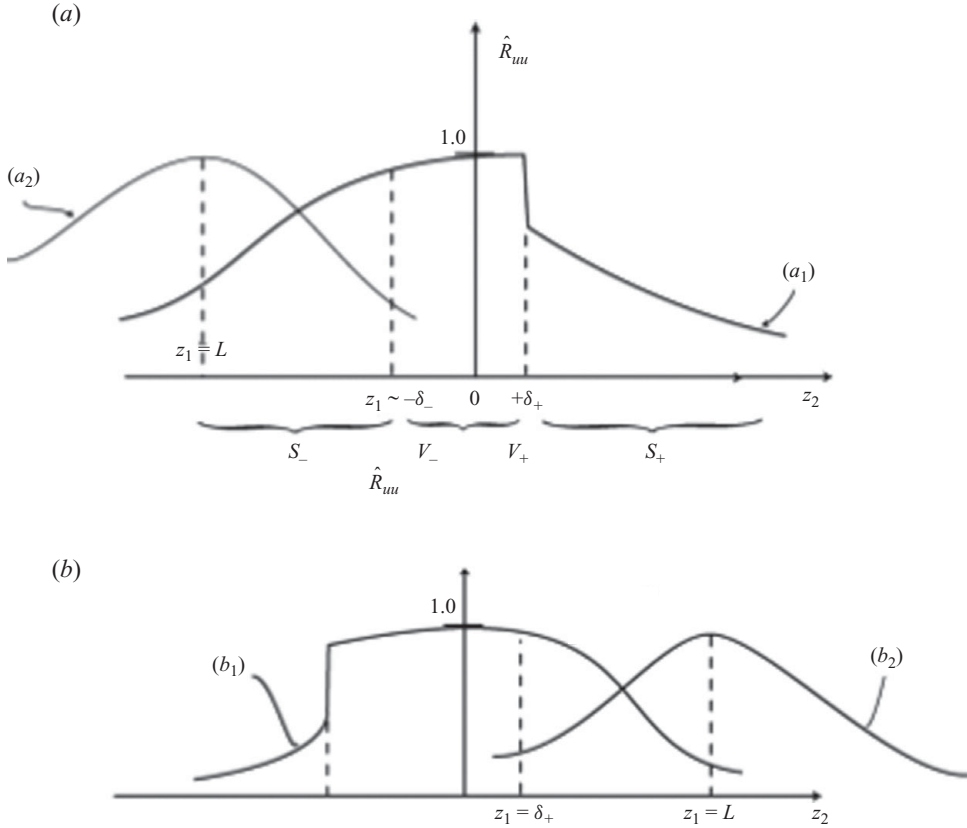 (a)
R̂uu
1.0
(a₂)
(a₁)
z₁ = L
z₁ ~ –δ₋ 0 +δ₊ z₂
S₋ V₋ V₊ S₊
R̂uu
(b)
1.0
(b₁) (b₂)
z₁ = δ₊ z₁ = L z₂